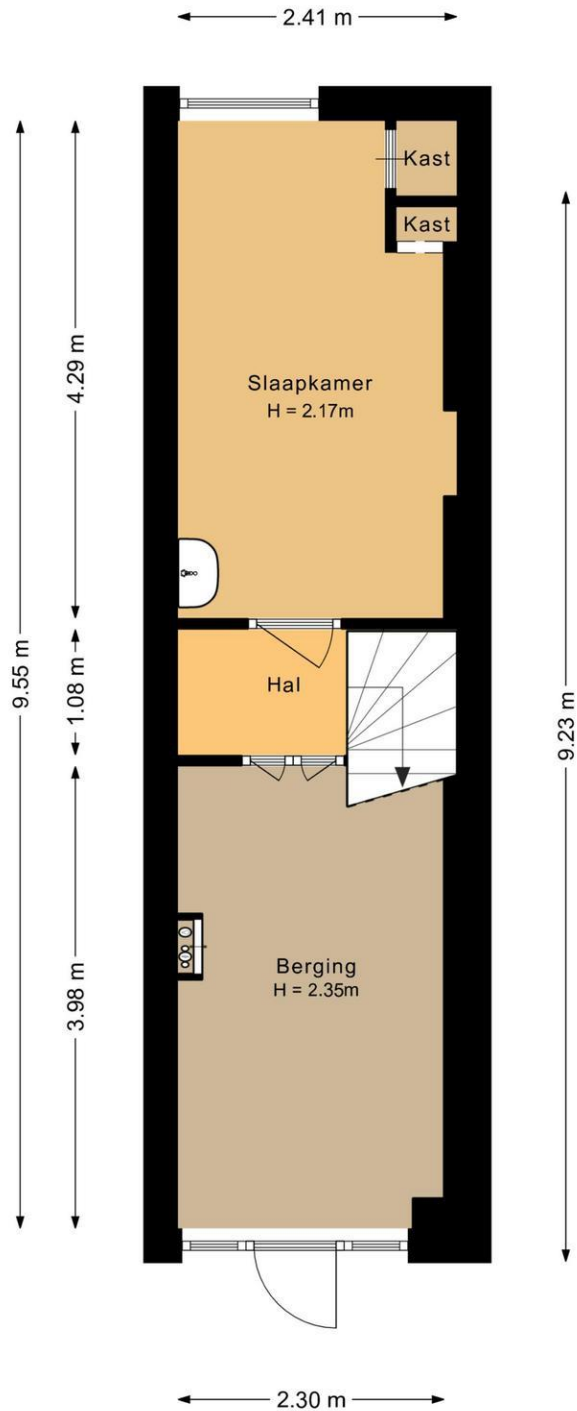 2.41 m
Kast
Kast
4.29 m
Slaapkamer
H = 2.17m
9.55 m
1.08 m
Hal
9.23 m
3.98 m
Berging
H = 2.35m
2.30 m